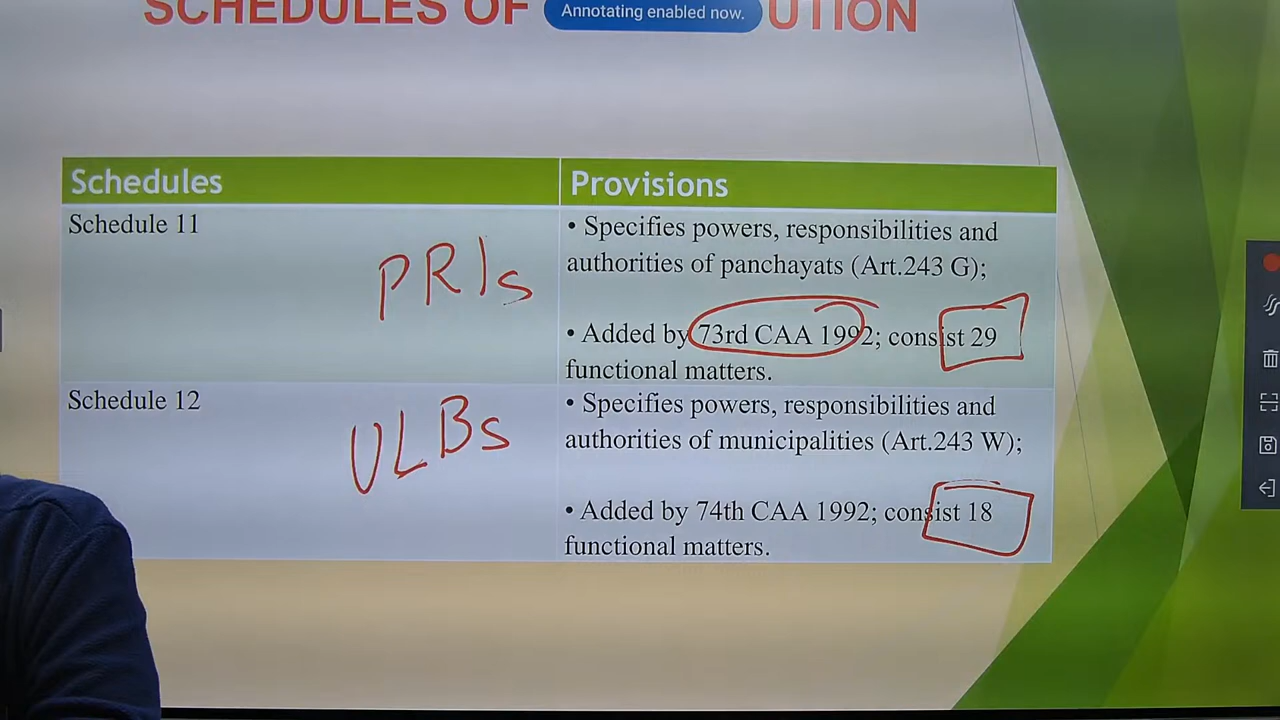 SCHEDULES OF UTION
Annotating enabled now.
Schedules
Provisions
Schedule 11
PRIs
• Specifies powers, responsibilities and
authorities of panchayats (Art.243 G);
• Added by 73rd CAA 1992; consist 29
functional matters.
Schedule 12
ULBs
• Specifies powers, responsibilities and
authorities of municipalities (Art.243 W);
• Added by 74th CAA 1992; consist 18
functional matters.